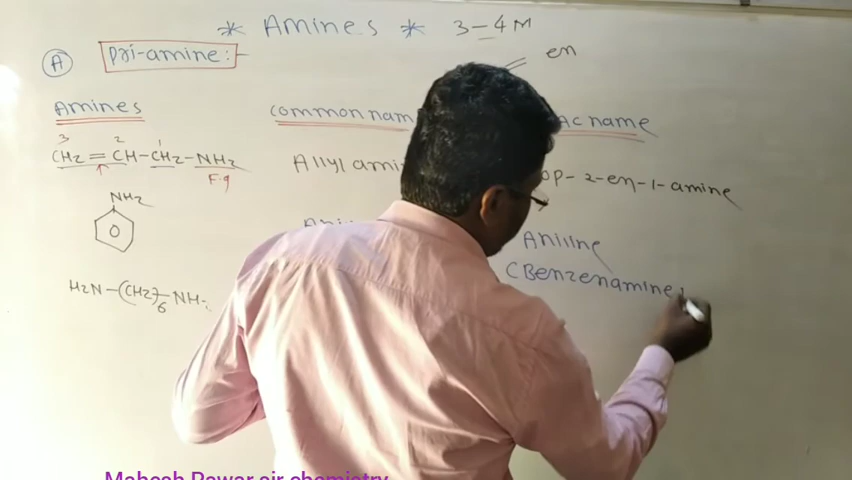 * Amines * 3-4M
A Pri-amine:-
= en
Amines common nam Ac name
3 2 1
CH2=CH-CH2-NH2 Allyl ami op-2-en-1-amine
F.g
NH2
Aniline
(Benzenamine)
H2N-(CH2)6-NH2
Mahesh Pawar sir chemistry